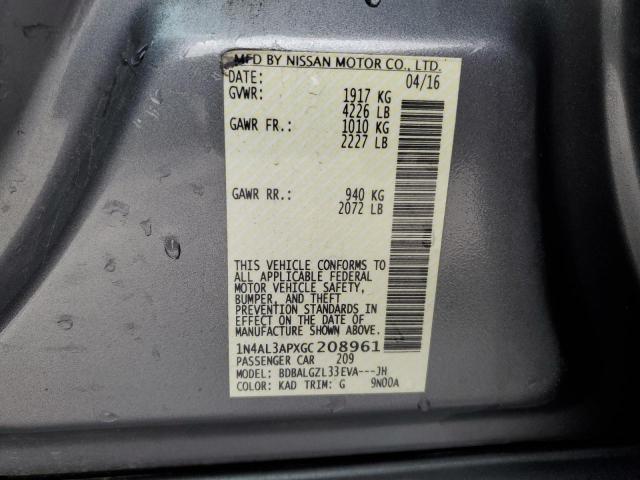 MFD BY NISSAN MOTOR CO., LTD.
DATE: 04/16
GVWR: 1917 KG
4226 LB
GAWR FR.: 1010 KG
2227 LB
GAWR RR.: 940 KG
2072 LB
THIS VEHICLE CONFORMS TO
ALL APPLICABLE FEDERAL
MOTOR VEHICLE SAFETY,
BUMPER, AND THEFT
PREVENTION STANDARDS IN
EFFECT ON THE DATE OF
MANUFACTURE SHOWN ABOVE.
1N4AL3APXGC208961
PASSENGER CAR 209
MODEL: BDBALGZL33EVA---JH
COLOR: KAD TRIM: G 9N00A